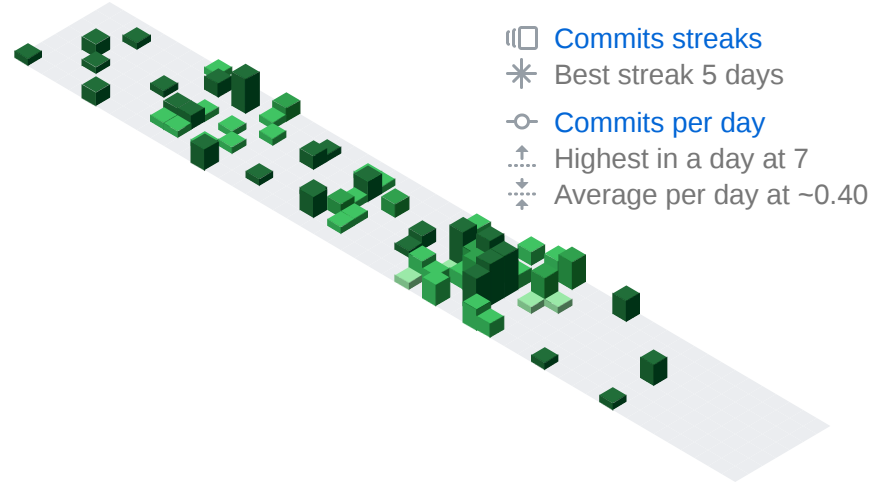 Commits streaks
Best streak 5 days
Commits per day
Highest in a day at 7
Average per day at ~0.40